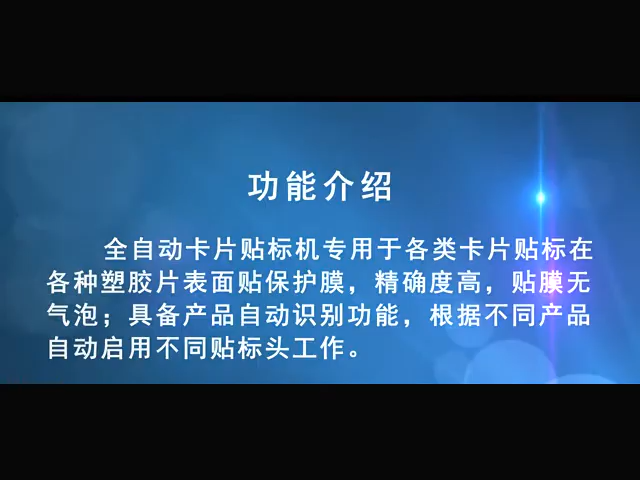 功能介绍
全自动卡片贴标机专用于各类卡片贴标在
各种塑胶片表面贴保护膜，精确度高，贴膜无
气泡；具备产品自动识别功能，根据不同产品
自动启用不同贴标头工作。